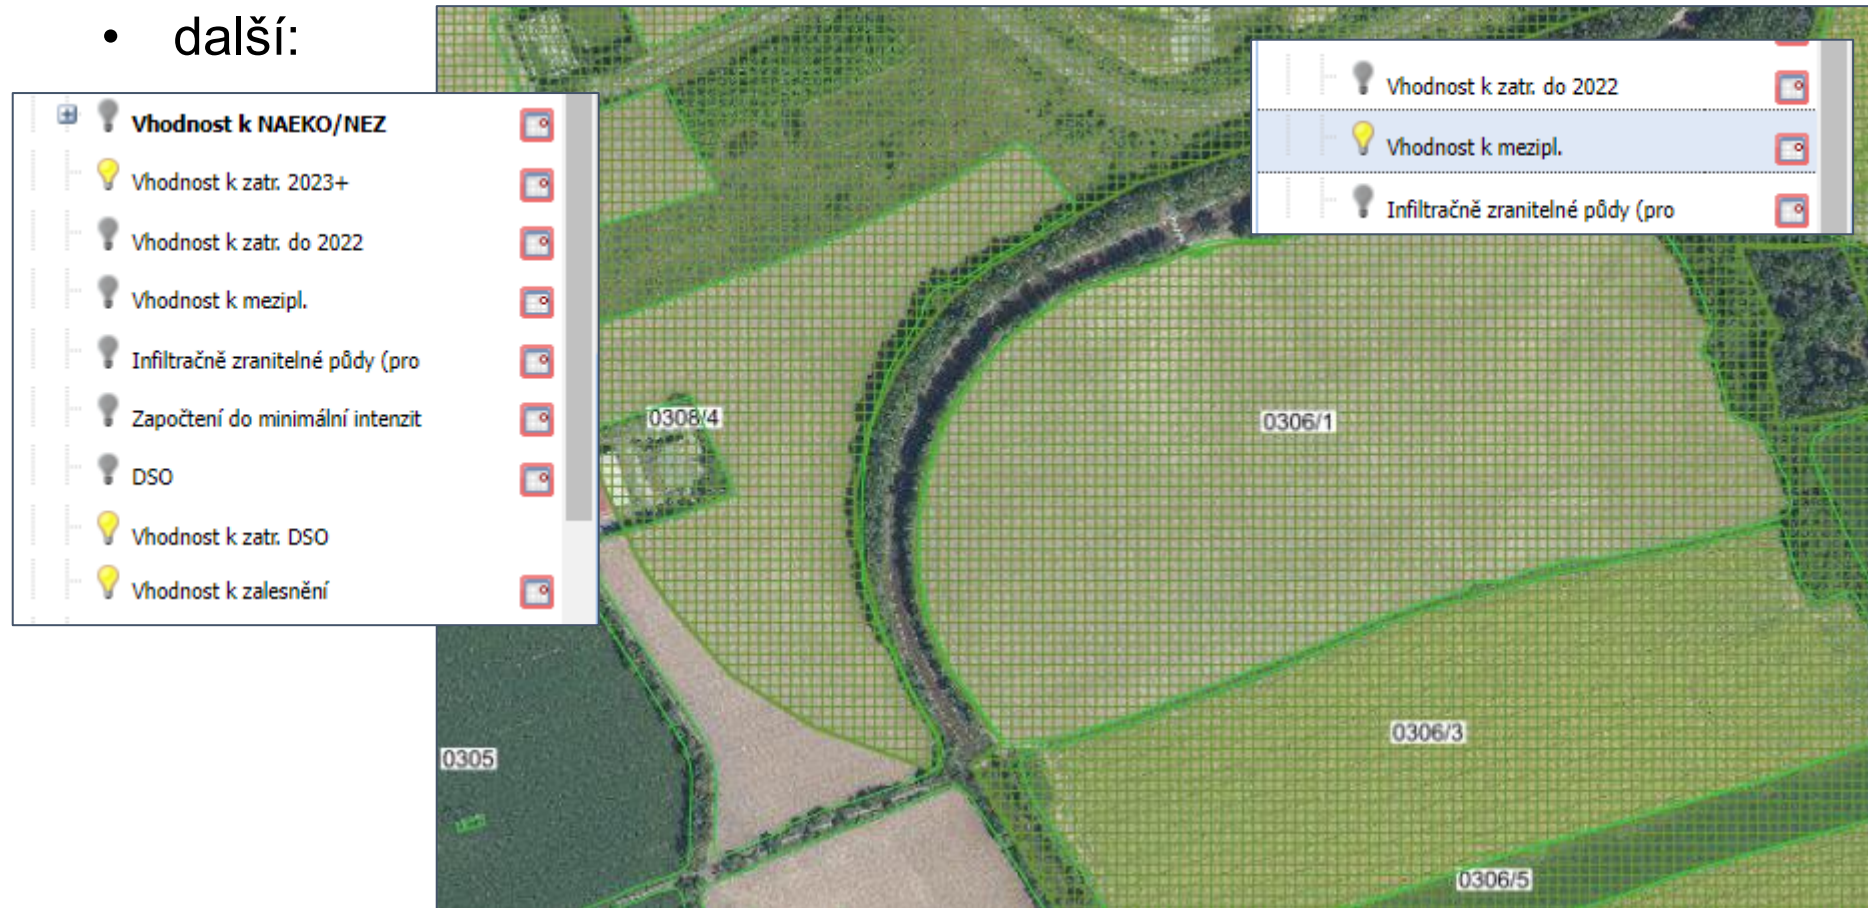 • další:
Vhodnost k NAEKO/NEZ
Vhodnost k zatr. 2023+
Vhodnost k zatr. do 2022
Vhodnost k mezipl.
Infiltračně zranitelné půdy (pro
Započtení do minimální intenzit
DSO
Vhodnost k zatr. DSO
Vhodnost k zalesnění
Vhodnost k zatr. do 2022
Vhodnost k mezipl.
Infiltračně zranitelné půdy (pro
0308/4
0306/1
0306/3
0305
0306/5